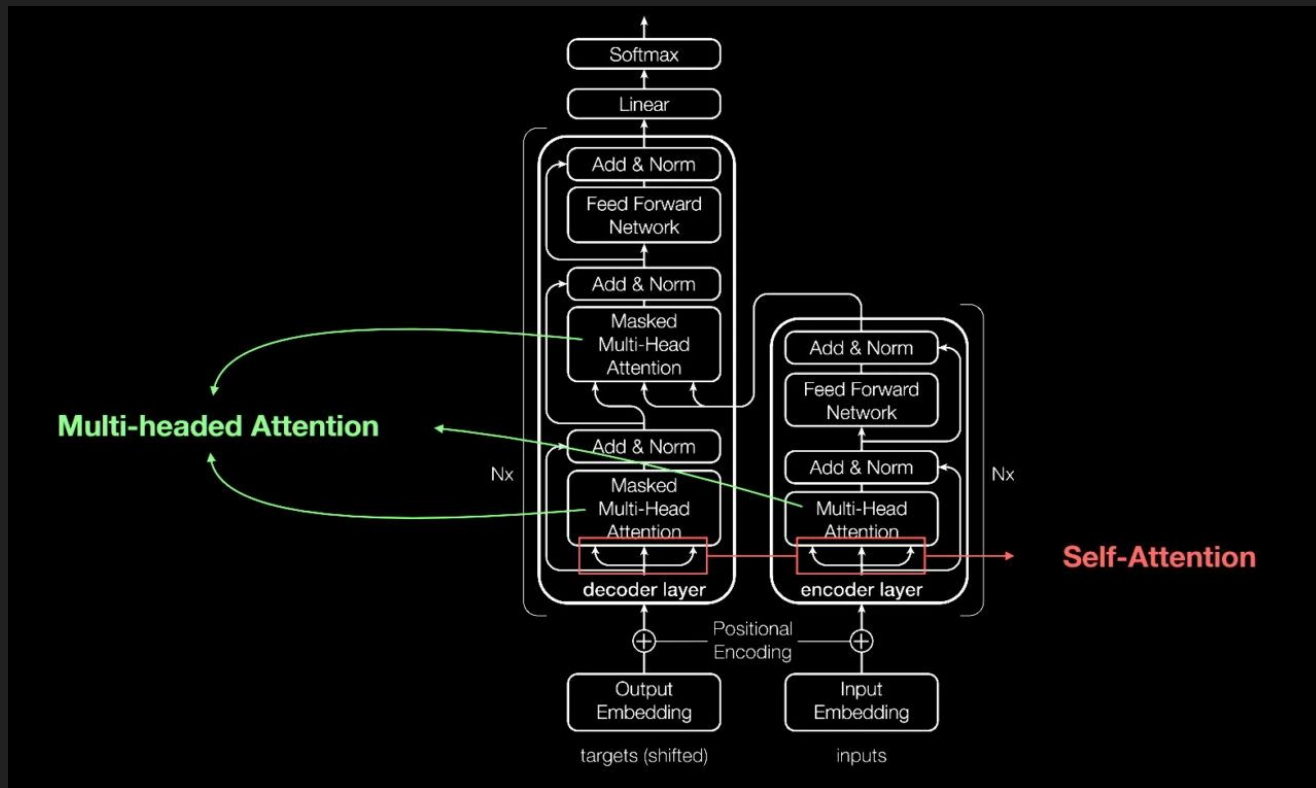 Softmax
Linear
Add & Norm
Feed Forward
Network
Add & Norm
Masked
Multi-Head
Attention
Add & Norm
Masked
Multi-Head
Attention
decoder layer
Nx
Multi-headed Attention
Add & Norm
Feed Forward
Network
Add & Norm
Multi-Head
Attention
encoder layer
Nx
Self-Attention
Positional
Encoding
Output
Embedding
targets (shifted)
Input
Embedding
inputs